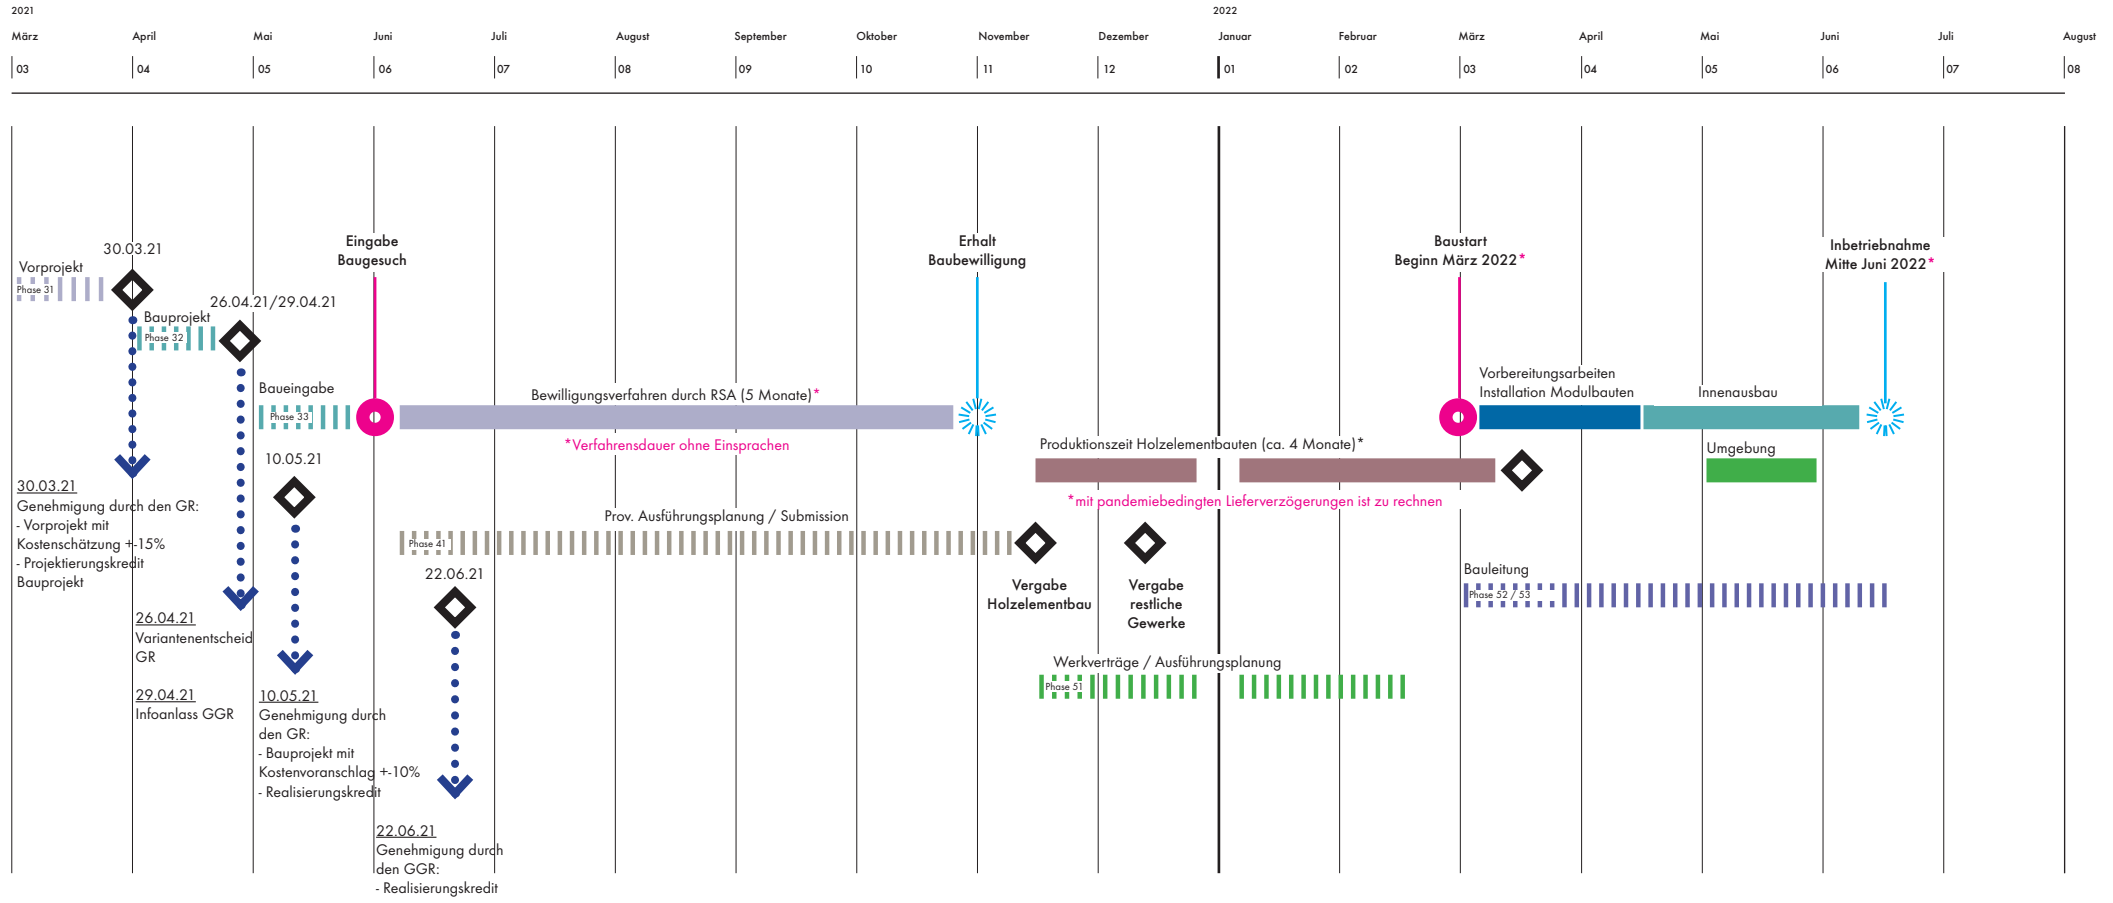 2021
2022
März
April
Mai
Juni
Juli
August
September
Oktober
November
Dezember
Januar
Februar
März
April
Mai
Juni
Juli
August
03
04
05
06
07
08
09
10
11
12
01
02
03
04
05
06
07
08
30.03.21
Vorprojekt
Phase 31
26.04.21/29.04.21
Bauprojekt
Phase 32
Eingabe
Baugesuch
Erhalt
Baubewilligung
Baustart
Beginn März 2022*
Inbetriebnahme
Mitte Juni 2022*
Baueingabe
Phase 33
Bewilligungsverfahren durch RSA (5 Monate)*
*Verfahrensdauer ohne Einsprachen
Vorbereitungsarbeiten
Installation Modulbauten
Innenausbau
Produktionszeit Holzelementbauten (ca. 4 Monate)*
*mit pandemiebedingten Lieferverzögerungen ist zu rechnen
Umgebung
10.05.21
Prov. Ausführungsplanung / Submission
Phase 41
22.06.21
Vergabe
Holzelementbau
Vergabe
restliche
Gewerke
Bauleitung
Phase 52 / 53
Werkverträge / Ausführungsplanung
Phase 51
30.03.21
Genehmigung durch den GR:
- Vorprojekt mit
Kostenschätzung +-15%
- Projektierungskredit
Bauprojekt
26.04.21
Variantenentscheid
GR
29.04.21
Infoanlass GGR
10.05.21
Genehmigung durch
den GR:
- Bauprojekt mit
Kostenvoranschlag +-10%
- Realisierungskredit
22.06.21
Genehmigung durch
den GGR:
- Realisierungskredit